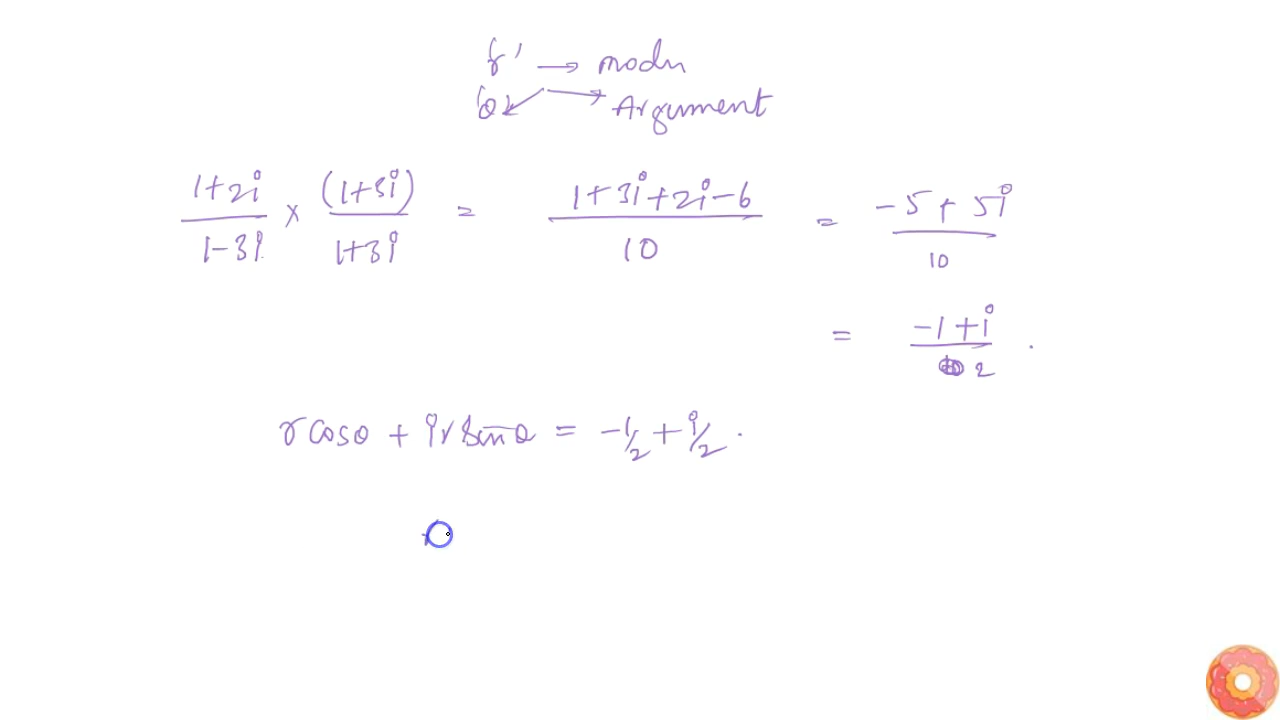 r' → modu
θ → Argument
(1+2i)/(1-3i) × (1+3i)/(1+3i) = (1+3i+2i-6)/10 = (-5+5i)/10
= (-1+i)/2 .
r cosθ + i r sinθ = -1/2 + i/2 .